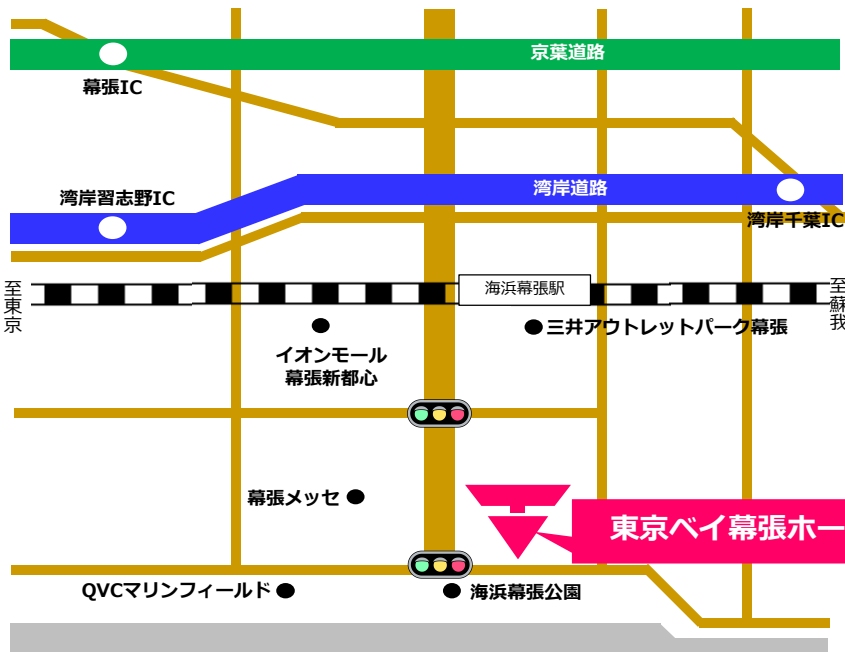 京葉道路
幕張IC
湾岸習志野IC
湾岸道路
湾岸千葉IC
至東京
海浜幕張駅
至蘇我
三井アウトレットパーク幕張
イオンモール
幕張新都心
幕張メッセ
東京ベイ幕張ホー
QVCマリンフィールド
海浜幕張公園